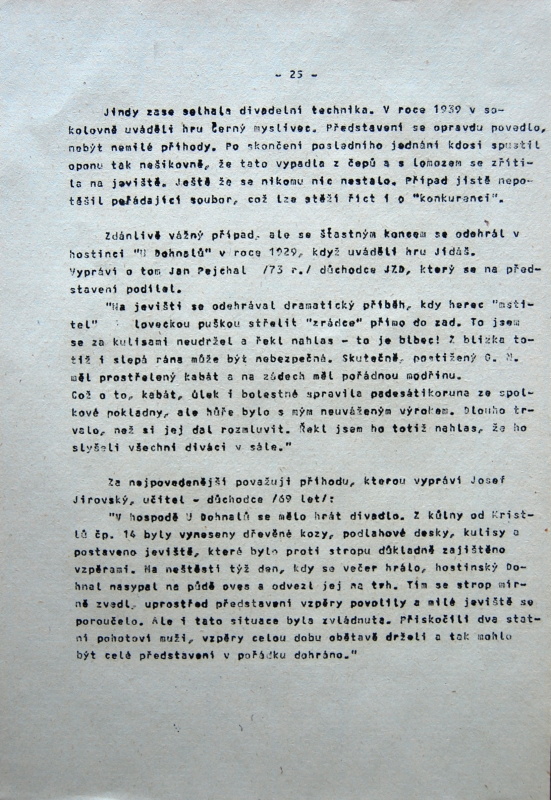 - 25 -
Jindy zase selhala divadelní technika. V roce 1939 v so-
kolovně uváděli hru Černý myslivec. Představení se opravdu povedlo,
nebýt nemilé příhody. Po skončení posledního jednání kdosi spustil
oponu tak nešikovně, že tato vypadla z čepů a s lomozem se zříti-
la na jeviště. Ještě že se nikomu nic nestalo. Případ jistě nepo-
těšil pořádající soubor, což lze stěží říct i o "konkurenci".
Zdánlivě vážný případ, ale se šťastným koncem se odehrál v
hostinci "U Dohnalů" v roce 1929, když uváděli hru Jidáš.
Vypráví o tom Jan Pejchal /73 r./ důchodce JZD, který se na před-
stavení podílel.
"Na jevišti se odehrával dramatický příběh, kdy herec "msti-
tel" loveckou puškou střelil "zrádce" přímo do zad. To jsem
se za kulisami neudržel a řekl nahlas - to je blbec! Z blízka to-
tiž i slepá rána může být nebezpečná. Skutečně, postižený O. N.
měl prostřelený kabát a na zádech měl pořádnou modřinu.
Což o to, kabát, úlek i bolestné spravila padesátikoruna ze spol-
kové pokladny, ale hůře bylo s mým neuváženým výrokem. Dlouho tr-
valo, než si jej dal rozmluvit. Řekl jsem ho totiž nahlas, že ho
slyšeli všechni diváci v sále."
Za nejpovedenější považuji příhodu, kterou vypráví Josef
Jirovský, učitel - důchodce /69 let/:
"V hospodě U Dohnalů se mělo hrát divadlo. Z kůlny od Krist-
lů čp. 14 byly vyneseny dřevěné kozy, podlahové desky, kulisy a
postaveno jeviště, které bylo proti stropu důkladně zajištěno
vzpěrami. Na neštěstí týž den, kdy se večer hrálo, hostinský Do-
hnal nasypal na půdě oves a odvezl jej na trh. Tím se strop mír-
ně zvedl, uprostřed představení vzpěry povolily a milé jeviště se
poroučelo. Ale i tato situace byla zvládnuta. Přiskočili dva stat-
ní pohotoví muži, vzpěry celou dobu obětavě drželi a tak mohlo
být celé představení v pořádku dohráno."